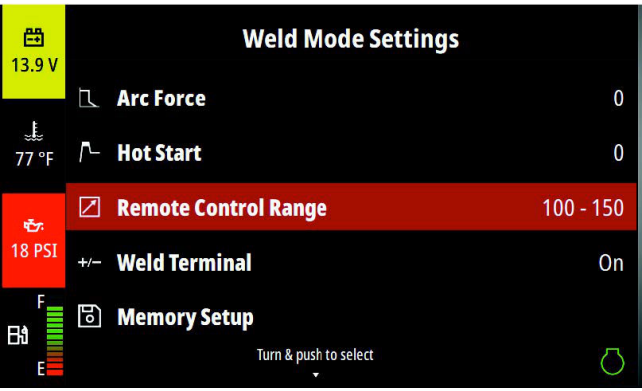 Weld Mode Settings
13.9 V
Arc Force 0
77 °F
Hot Start 0
Remote Control Range 100 - 150
18 PSI
+/- Weld Terminal On
F
Memory Setup
E
Turn & push to select